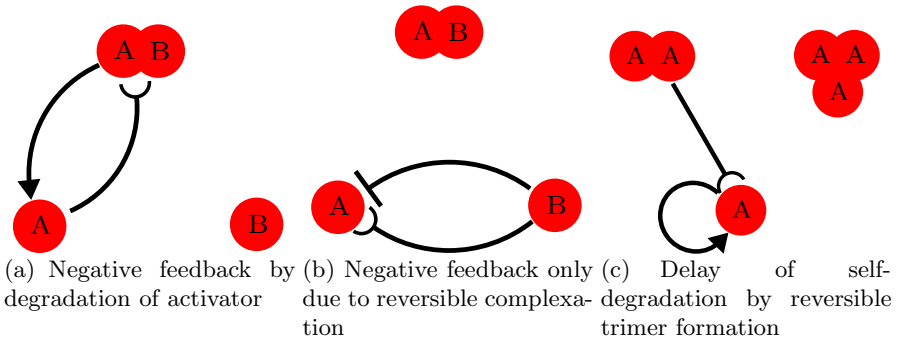 A B
A
B
(a) Negative feedback by
degradation of activator
A B
A
B
(b) Negative feedback only
due to reversible complexa-
tion
A A
A A
A
A
(c) Delay of self-
degradation by reversible
trimer formation